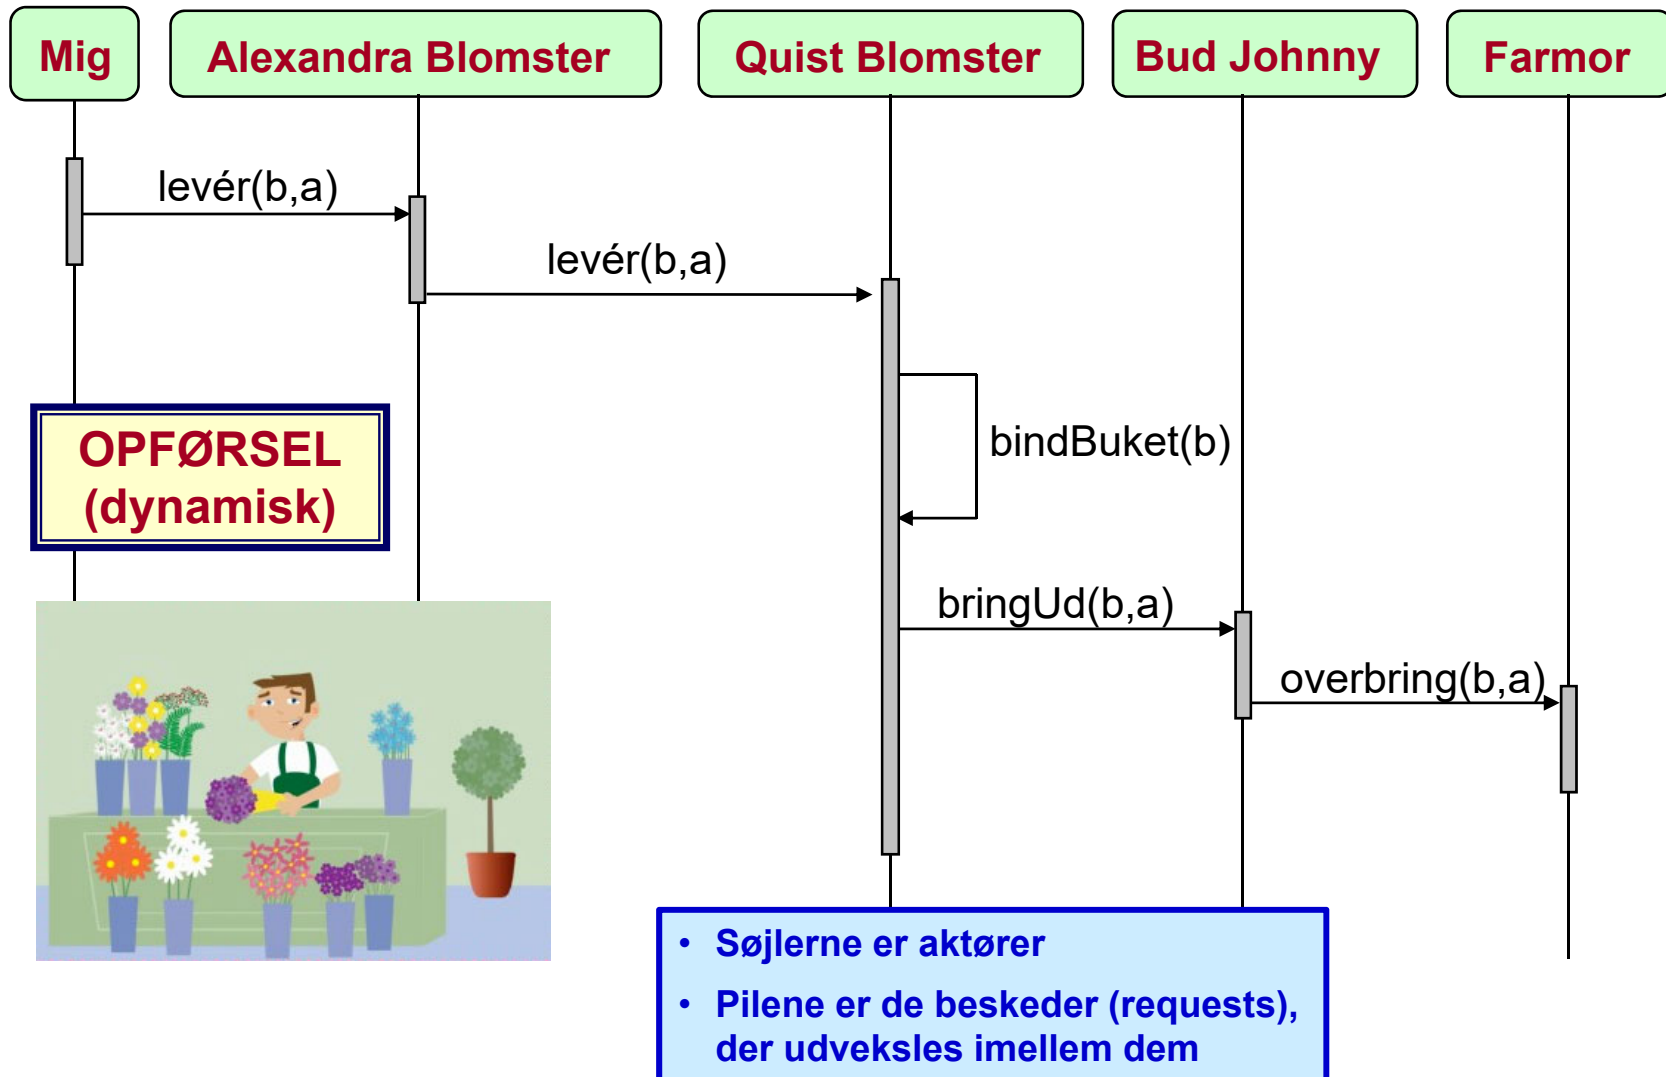 Mig
Alexandra Blomster
Quist Blomster
Bud Johnny
Farmor
levér(b,a)
levér(b,a)
OPFØRSEL
(dynamisk)
bindBuket(b)
bringUd(b,a)
overbring(b,a)
• Søjlerne er aktører
• Pilene er de beskeder (requests),
der udveksles imellem dem